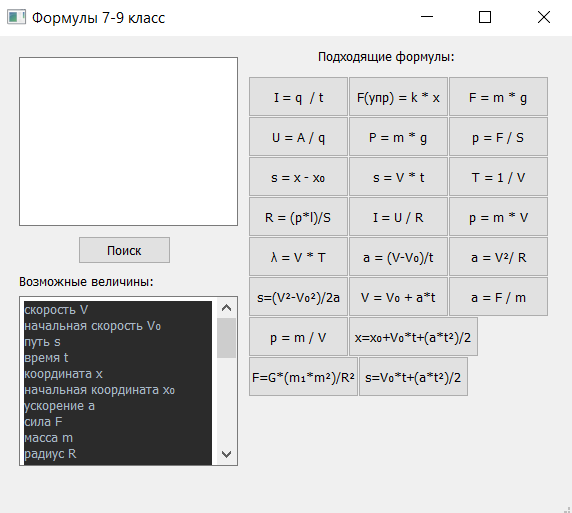 Формулы 7-9 класс
Подходящие формулы:
I = q / t
F(упр) = k * x
F = m * g
U = A / q
P = m * g
p = F / S
s = x - x₀
s = V * t
T = 1 / V
R = (p*l)/S
I = U / R
p = m * V
λ = V * T
a = (V-V₀)/t
a = V²/ R
s=(V²-V₀²)/2a
V = V₀ + a*t
a = F / m
p = m / V
x=x₀+V₀*t+(a*t²)/2
F=G*(m₁*m²)/R²
s=V₀*t+(a*t²)/2
Поиск
Возможные величины:
скорость V
начальная скорость V₀
путь s
время t
координата x
начальная координата x₀
ускорение a
сила F
масса m
радиус R